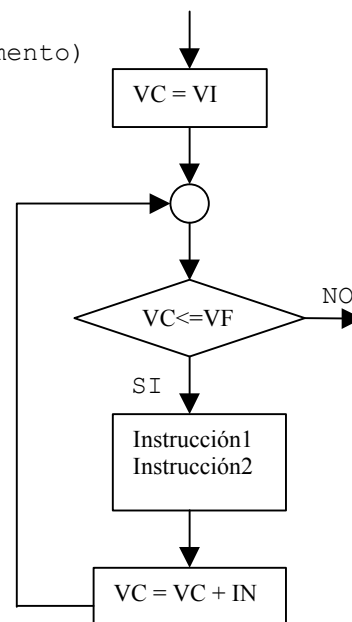 mento)
VC = VI
VC<=VF
NO
SI
Instrucción1
Instrucción2
VC = VC + IN